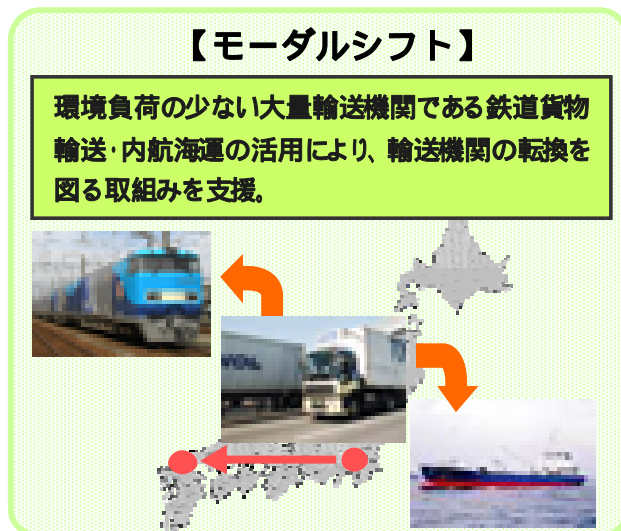 【モーダルシフト】
環境負荷の少ない大量輸送機関である鉄道貨物
輸送・内航海運の活用により、輸送機関の転換を
図る取組みを支援。